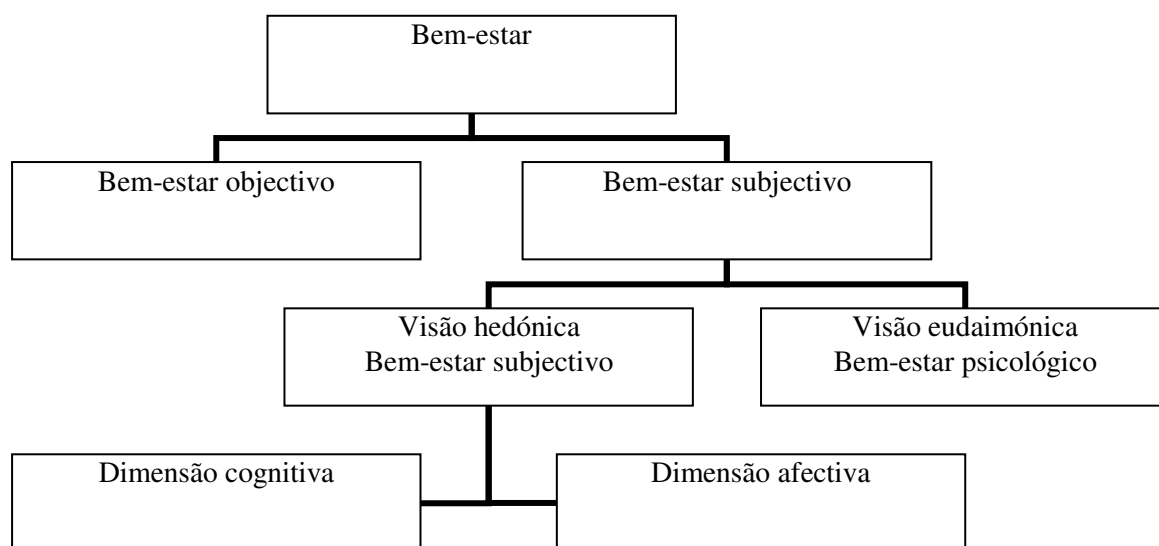 Bem-estar
Bem-estar objectivo
Bem-estar subjectivo
Visão hedónica
Bem-estar subjectivo
Visão eudaimónica
Bem-estar psicológico
Dimensão cognitiva
Dimensão afectiva